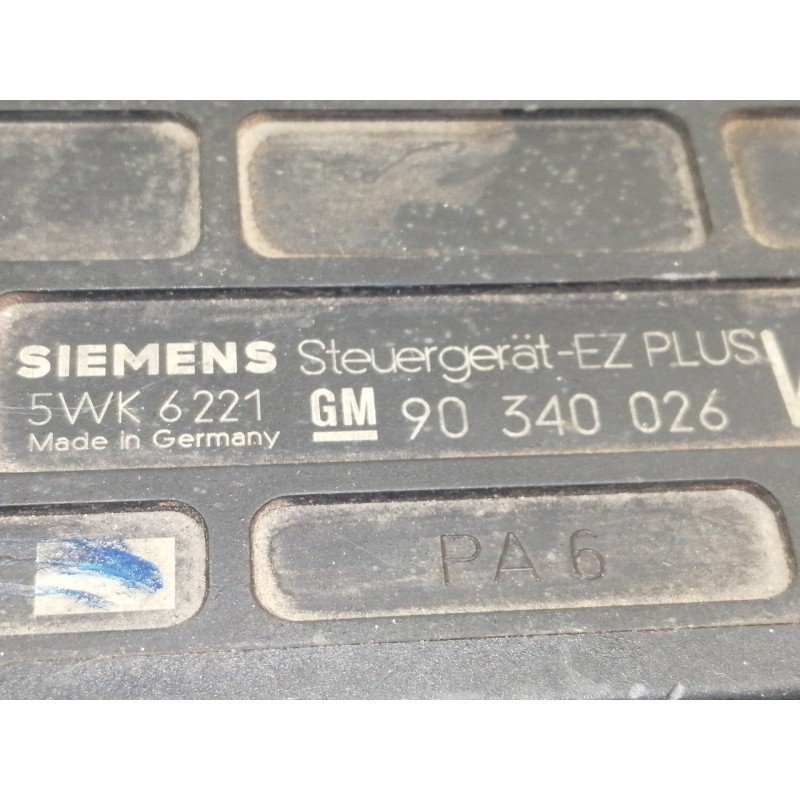 SIEMENS Steuergerät-EZ PLUS
5WK 6221 GM 90 340 026
Made in Germany
PA 6